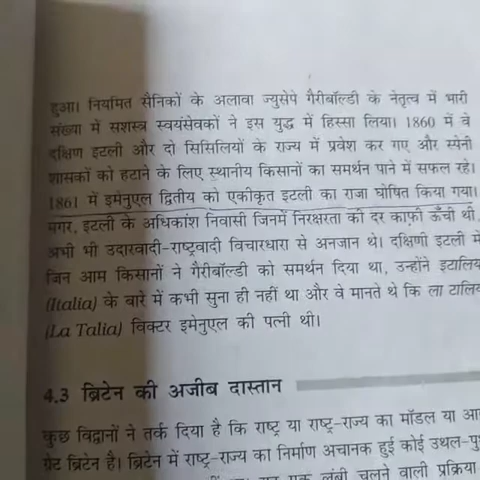 हुआ। नियमित सैनिकों के अलावा ज्युसेपे गैरीबॉल्डी के नेतृत्व में भारी
संख्या में सशस्त्र स्वयंसेवकों ने इस युद्ध में हिस्सा लिया। 1860 में वे
दक्षिण इटली और दो सिसिलियों के राज्य में प्रवेश कर गए और स्पेनी
शासकों को हटाने के लिए स्थानीय किसानों का समर्थन पाने में सफल रहे।
1861 में इमेनुएल द्वितीय को एकीकृत इटली का राजा घोषित किया गया।
मगर, इटली के अधिकांश निवासी जिनमें निरक्षरता की दर काफ़ी ऊँची थी,
अभी भी उदारवादी-राष्ट्रवादी विचारधारा से अनजान थे। दक्षिणी इटली में
जिन आम किसानों ने गैरीबॉल्डी को समर्थन दिया था, उन्होंने इटालिय
(Italia) के बारे में कभी सुना ही नहीं था और वे मानते थे कि ला टालिय
(La Talia) विक्टर इमेनुएल की पत्नी थी।
4.3 ब्रिटेन की अजीब दास्तान
कुछ विद्वानों ने तर्क दिया है कि राष्ट्र या राष्ट्र-राज्य का मॉडल या आ
ग्रेट ब्रिटेन है। ब्रिटेन में राष्ट्र-राज्य का निर्माण अचानक हुई कोई उथल-पु
एक लंबी चलने वाली प्रक्रिया